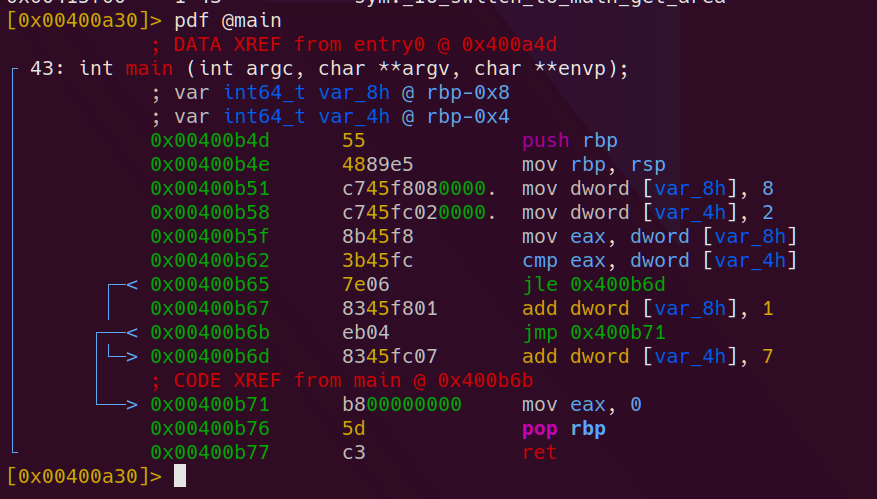 [0x00400a30]> pdf @main
; DATA XREF from entry0 @ 0x400a4d
43: int main (int argc, char **argv, char **envp);
; var int64_t var_8h @ rbp-0x8
; var int64_t var_4h @ rbp-0x4
0x00400b4d 55 push rbp
0x00400b4e 4889e5 mov rbp, rsp
0x00400b51 c745f8080000. mov dword [var_8h], 8
0x00400b58 c745fc020000. mov dword [var_4h], 2
0x00400b5f 8b45f8 mov eax, dword [var_8h]
0x00400b62 3b45fc cmp eax, dword [var_4h]
< 0x00400b65 7e06 jle 0x400b6d
0x00400b67 8345f801 add dword [var_8h], 1
< 0x00400b6b eb04 jmp 0x400b71
> 0x00400b6d 8345fc07 add dword [var_4h], 7
; CODE XREF from main @ 0x400b6b
> 0x00400b71 b800000000 mov eax, 0
0x00400b76 5d pop rbp
0x00400b77 c3 ret
[0x00400a30]>